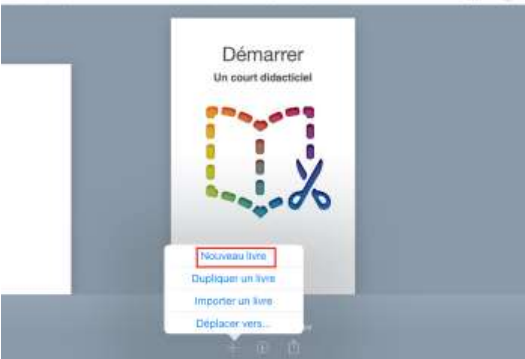 Démarrer
Un court didacticiel
Nouveau livre
Dupliquer un livre
Importer un livre
Déplacer vers...